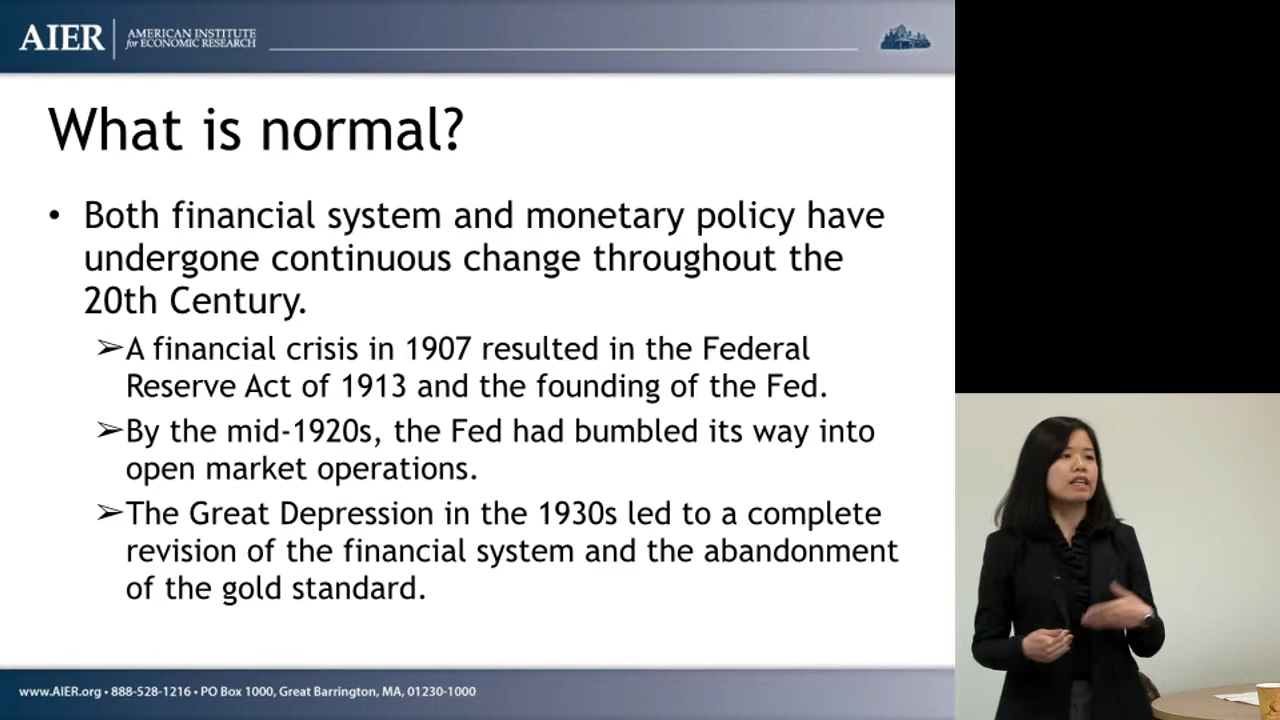 AIER
AMERICAN INSTITUTE
for ECONOMIC RESEARCH
What is normal?
• Both financial system and monetary policy have
undergone continuous change throughout the
20th Century.
➢A financial crisis in 1907 resulted in the Federal
Reserve Act of 1913 and the founding of the Fed.
➢By the mid-1920s, the Fed had bumbled its way into
open market operations.
➢The Great Depression in the 1930s led to a complete
revision of the financial system and the abandonment
of the gold standard.
www.AIER.org • 888-528-1216 • PO Box 1000, Great Barrington, MA, 01230-1000